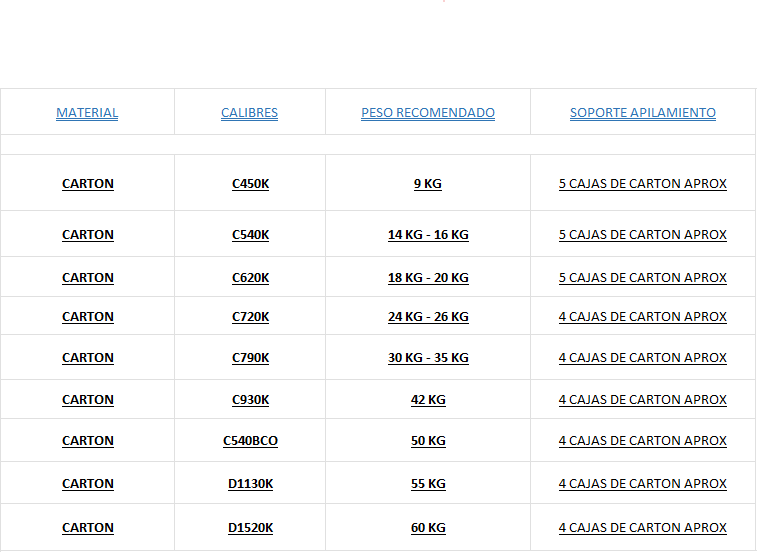 MATERIAL CALIBRES PESO RECOMENDADO SOPORTE APILAMIENTO
CARTON C450K 9 KG 5 CAJAS DE CARTON APROX
CARTON C540K 14 KG - 16 KG 5 CAJAS DE CARTON APROX
CARTON C620K 18 KG - 20 KG 5 CAJAS DE CARTON APROX
CARTON C720K 24 KG - 26 KG 4 CAJAS DE CARTON APROX
CARTON C790K 30 KG - 35 KG 4 CAJAS DE CARTON APROX
CARTON C930K 42 KG 4 CAJAS DE CARTON APROX
CARTON C540BCO 50 KG 4 CAJAS DE CARTON APROX
CARTON D1130K 55 KG 4 CAJAS DE CARTON APROX
CARTON D1520K 60 KG 4 CAJAS DE CARTON APROX